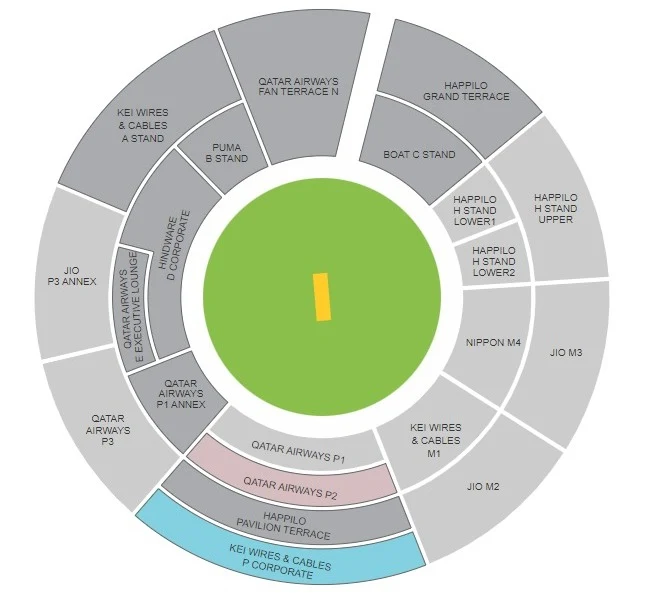 QATAR AIRWAYS
FAN TERRACE N
HAPPILO
GRAND TERRACE
KEI WIRES
& CABLES
A STAND
PUMA
B STAND
BOAT C STAND
HAPPILO
H STAND
LOWER1
HAPPILO
H STAND
UPPER
HINDWARE
D CORPORATE
HAPPILO
H STAND
LOWER2
JIO
P3 ANNEX
QATAR AIRWAYS
E EXECUTIVE LOUNGE
NIPPON M4
JIO M3
QATAR
AIRWAYS
P1 ANNEX
QATAR
AIRWAYS
P3
KEI WIRES
& CABLES
M1
QATAR AIRWAYS P1
JIO M2
QATAR AIRWAYS P2
HAPPILO
PAVILION TERRACE
KEI WIRES & CABLES
P CORPORATE